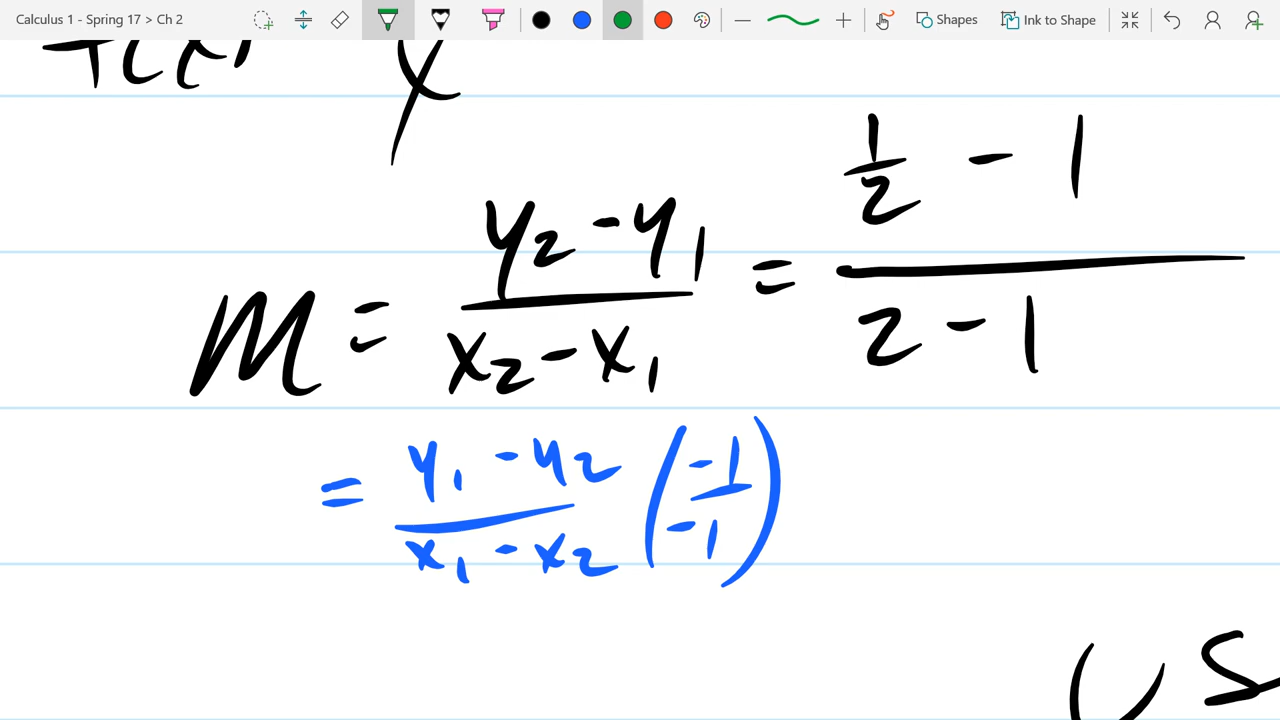 Calculus 1 - Spring 17 > Ch 2 Shapes Ink to Shape
m = y2 - y1 / x2 - x1 = 1/2 - 1 / 2 - 1
= y1 - y2 / x1 - x2 (-1 / -1)